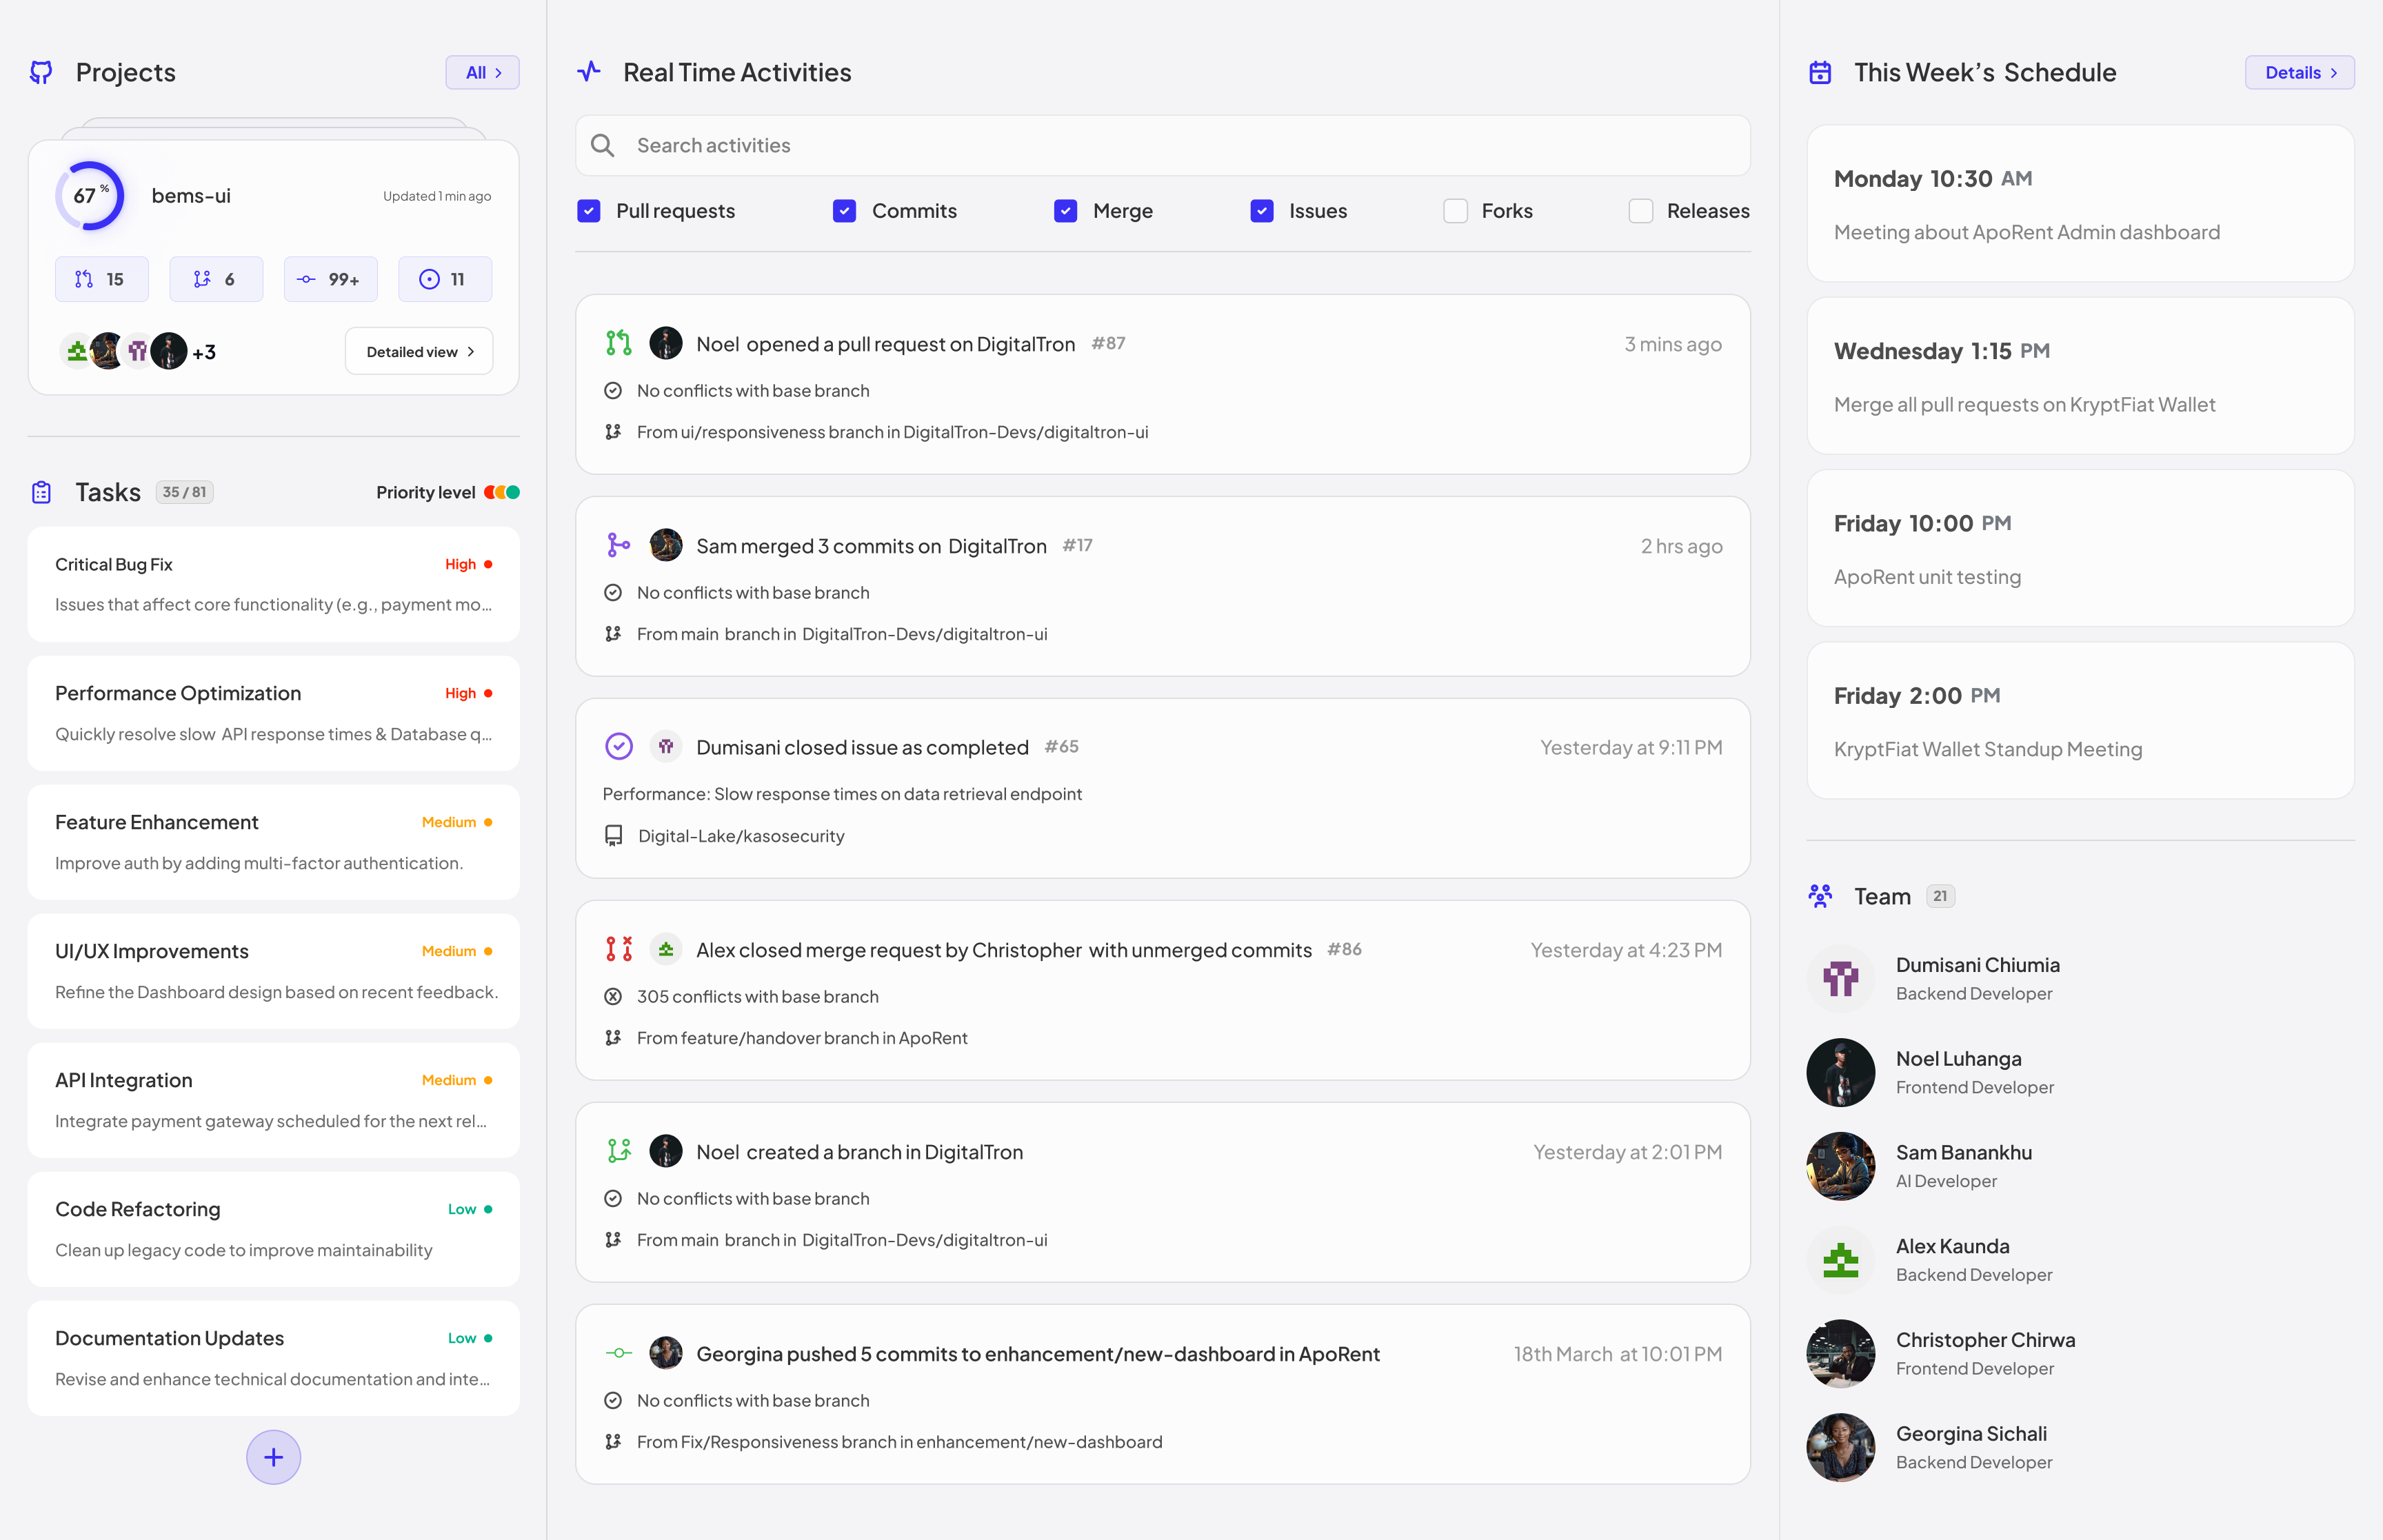 Projects
All
67 %
bems-ui
Updated 1 min ago
15
6
99+
11
+3
Detailed view
Tasks
35 / 81
Priority level
Critical Bug Fix
High
Issues that affect core functionality (e.g., payment mo...
Performance Optimization
High
Quickly resolve slow API response times & Database q...
Feature Enhancement
Medium
Improve auth by adding multi-factor authentication.
UI/UX Improvements
Medium
Refine the Dashboard design based on recent feedback.
API Integration
Medium
Integrate payment gateway scheduled for the next rel...
Code Refactoring
Low
Clean up legacy code to improve maintainability
Documentation Updates
Low
Revise and enhance technical documentation and inte...
Real Time Activities
Search activities
Pull requests
Commits
Merge
Issues
Forks
Releases
Noel opened a pull request on DigitalTron #87
3 mins ago
No conflicts with base branch
From ui/responsiveness branch in DigitalTron-Devs/digitaltron-ui
Sam merged 3 commits on DigitalTron #17
2 hrs ago
No conflicts with base branch
From main branch in DigitalTron-Devs/digitaltron-ui
Dumisani closed issue as completed #65
Yesterday at 9:11 PM
Performance: Slow response times on data retrieval endpoint
Digital-Lake/kasosecurity
Alex closed merge request by Christopher with unmerged commits #86
Yesterday at 4:23 PM
305 conflicts with base branch
From feature/handover branch in ApoRent
Noel created a branch in DigitalTron
Yesterday at 2:01 PM
No conflicts with base branch
From main branch in DigitalTron-Devs/digitaltron-ui
Georgina pushed 5 commits to enhancement/new-dashboard in ApoRent
18th March at 10:01 PM
No conflicts with base branch
From Fix/Responsiveness branch in enhancement/new-dashboard
This Week's Schedule
Details
Monday 10:30 AM
Meeting about ApoRent Admin dashboard
Wednesday 1:15 PM
Merge all pull requests on KryptFiat Wallet
Friday 10:00 PM
ApoRent unit testing
Friday 2:00 PM
KryptFiat Wallet Standup Meeting
Team
21
Dumisani Chiumia
Backend Developer
Noel Luhanga
Frontend Developer
Sam Banankhu
AI Developer
Alex Kaunda
Backend Developer
Christopher Chirwa
Frontend Developer
Georgina Sichali
Backend Developer